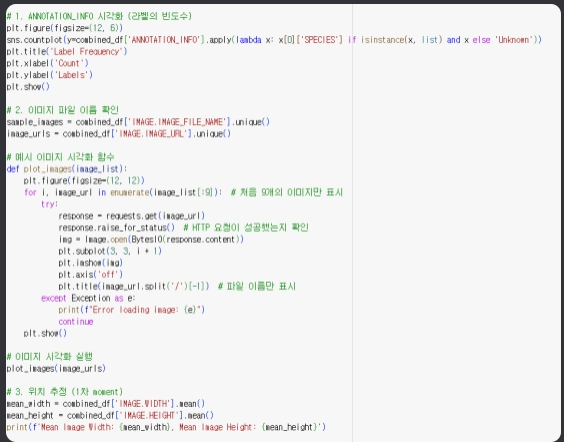 # 1. ANNOTATION_INFO 시각화 (라벨의 빈도수)
plt.figure(figsize=(12, 6))
sns.countplot(y=combined_df['ANNOTATION_INFO'].apply(lambda x: x[0]['SPECIES'] if isinstance(x, list) and x else 'Unknown'))
plt.title('Label Frequency')
plt.xlabel('Count')
plt.ylabel('Labels')
plt.show()
# 2. 이미지 파일 이름 확인
sample_images = combined_df['IMAGE.IMAGE_FILE_NAME'].unique()
image_urls = combined_df['IMAGE.IMAGE_URL'].unique()
# 예시 이미지 시각화 함수
def plot_images(image_list):
    plt.figure(figsize=(12, 12))
    for i, image_url in enumerate(image_list[:9]):  # 처음 9개의 이미지만 표시
        try:
            response = requests.get(image_url)
            response.raise_for_status()  # HTTP 요청이 성공했는지 확인
            img = Image.open(BytesIO(response.content))
            plt.subplot(3, 3, i + 1)
            plt.imshow(img)
            plt.axis('off')
            plt.title(image_url.split('/')[-1])  # 파일 이름만 표시
        except Exception as e:
            print(f"Error loading image: {e}")
            continue
    plt.show()
# 이미지 시각화 실행
plot_images(image_urls)
# 3. 위치 추정 (1차 moment)
mean_width = combined_df['IMAGE.WIDTH'].mean()
mean_height = combined_df['IMAGE.HEIGHT'].mean()
print(f'Mean Image Width: {mean_width}, Mean Image Height: {mean_height}')